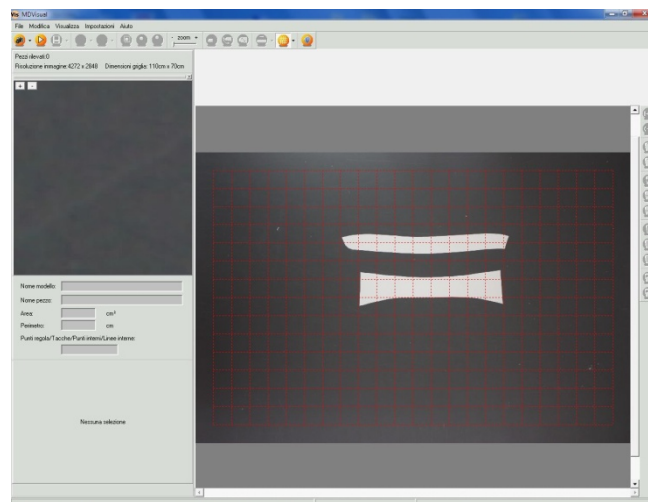 MDVisual
File Modifica Visualizza Impostazioni Aiuto
- zoom +
Pezzi rilevati:0
Risoluzione immagine:4272 x 2848 Dimensioni griglia: 110cm x 70cm
+ -
Nome modello:
Nome pezzo:
Area: cm²
Perimetro: cm
Punti regola/Tacche/Punti interni/Linee interne:
Nessuna selezione